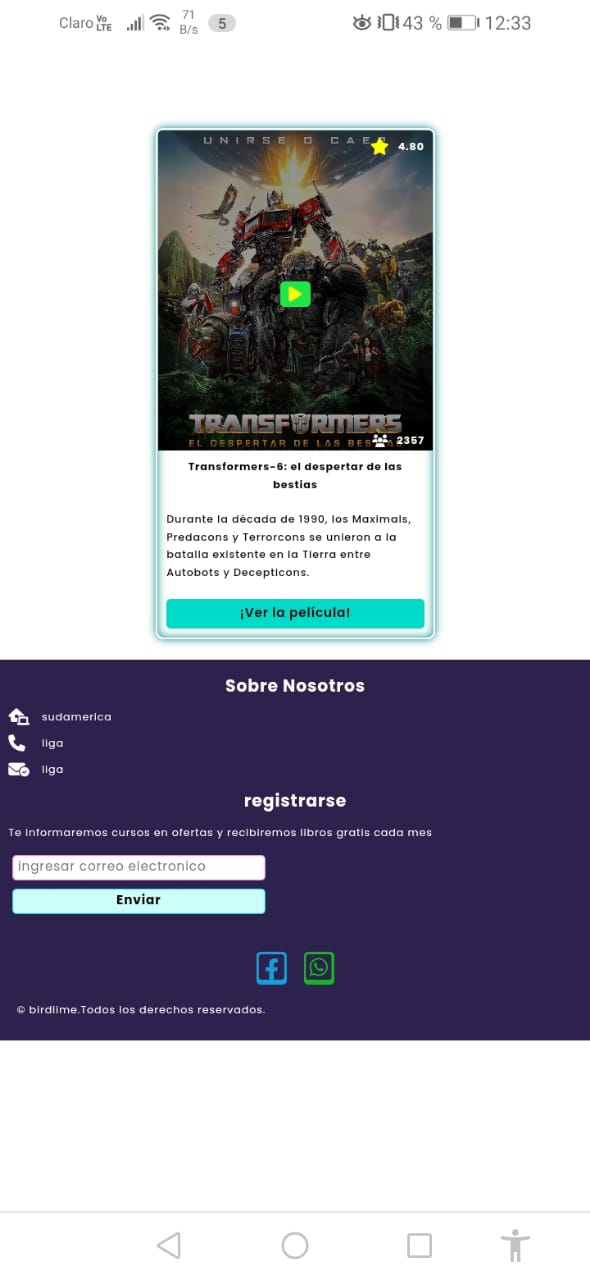 Claro Vo LTE 71 B/s 5 43 % 12:33
UNIRSE O CAER
4.80
TRANSFORMERS
EL DESPERTAR DE LAS BESTIAS
2357
Transformers-6: el despertar de las
bestias
Durante la década de 1990, los Maximals,
Predacons y Terrorcons se unieron a la
batalla existente en la Tierra entre
Autobots y Decepticons.
¡Ver la película!
Sobre Nosotros
sudamerica
liga
liga
registrarse
Te informaremos cursos en ofertas y recibiremos libros gratis cada mes
ingresar correo electronico
Enviar
© birdlime.Todos los derechos reservados.